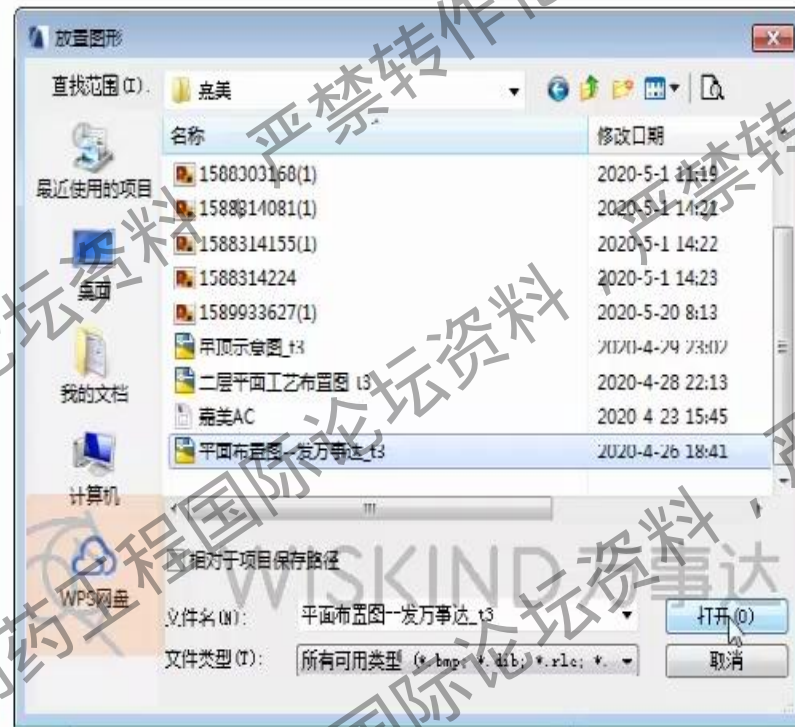 放置图形
查找范围(I).
嘉美
名称
修改日期
最近使用的项目
桌面
我的文档
计算机
WPS网盘
1588303168(1)
2020-5-1 11:19
1588314081(1)
2020-5-1 14:21
1588314155(1)
2020-5-1 14:22
1588314224
2020-5-1 14:23
1589933627(1)
2020-5-20 8:13
吊顶示意图_t3
2020-4-29 23:02
二层平面工艺布置图_t3
2020-4-28 22:13
嘉美AC
2020-4-23 15:45
平面布置图--发万事达_t3
2020-4-26 18:41
相对于项目保存路径
WISKIND 万事达
文件名(N):
平面布置图--发万事达_t3
打开(O)
文件类型(T):
所有可用类型 (*.bmp; *.dib; *.rle; *.
取消
严禁转作他
严禁转
论坛资料
论坛资料,严
药工程国际论坛资料
国际论坛资料,严